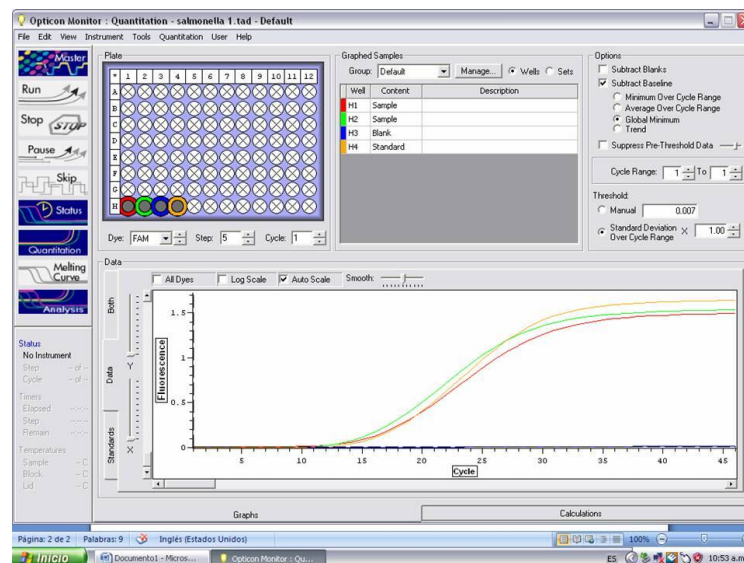 Opticon Monitor : Quantitation - salmonella 1.tad - Default
File Edit View Instrument Tools Quantitation User Help
Master
Run
Stop STOP
Pause
Skip
Status
Quantitation
Melting Curve
Analysis
Status
No Instrument
Step - of -
Cycle - of -
Timers
Elapsed --:--:--
Step --:--:--
Remain --:--:--
Temperatures
Sample -- C
Block -- C
Lid -- C
Plate
* 1 2 3 4 5 6 7 8 9 10 11 12
A
B
C
D
E
F
G
H
Dye: FAM Step: 5 Cycle: 1
Graphed Samples
Group: Default Manage... Wells Sets
Well Content Description
H1 Sample
H2 Sample
H3 Blank
H4 Standard
Options
Subtract Blanks
Subtract Baseline
Minimum Over Cycle Range
Average Over Cycle Range
Global Minimum
Trend
Suppress Pre-Threshold Data
Cycle Range: 1 To 1
Threshold:
Manual 0.007
Standard Deviation Over Cycle Range X 1.00
Data
All Dyes Log Scale Auto Scale Smooth:
Both
Data
Standards
Y
X
Fluorescence
1.5
1
0.5
0
5 10 15 20 25 30 35 40 45
Cycle
Graphs Calculations
Página: 2 de 2 Palabras: 9 Inglés (Estados Unidos) 100%
Inicio Documento1 - Micros... Opticon Monitor : Qu... ES 10:53 a.m.